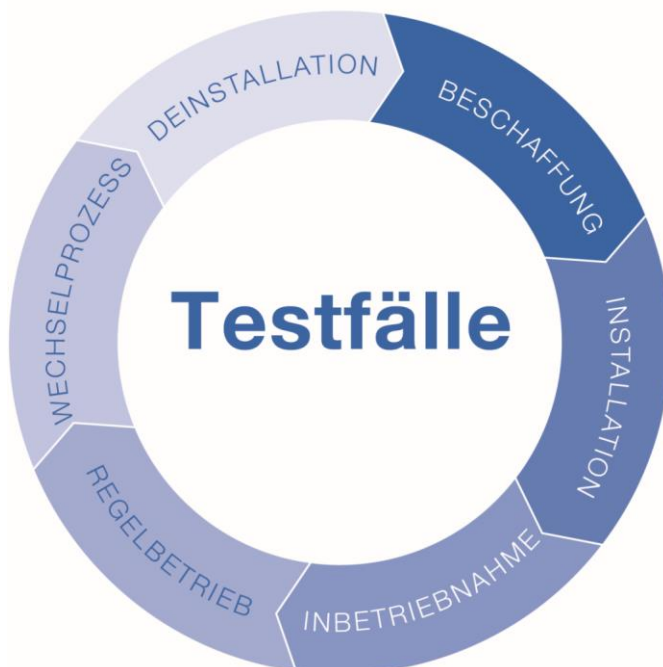 Testfälle
BESCHAFFUNG
INSTALLATION
INBETRIEBNAHME
REGELBETRIEB
WECHSELPROZESS
DEINSTALLATION